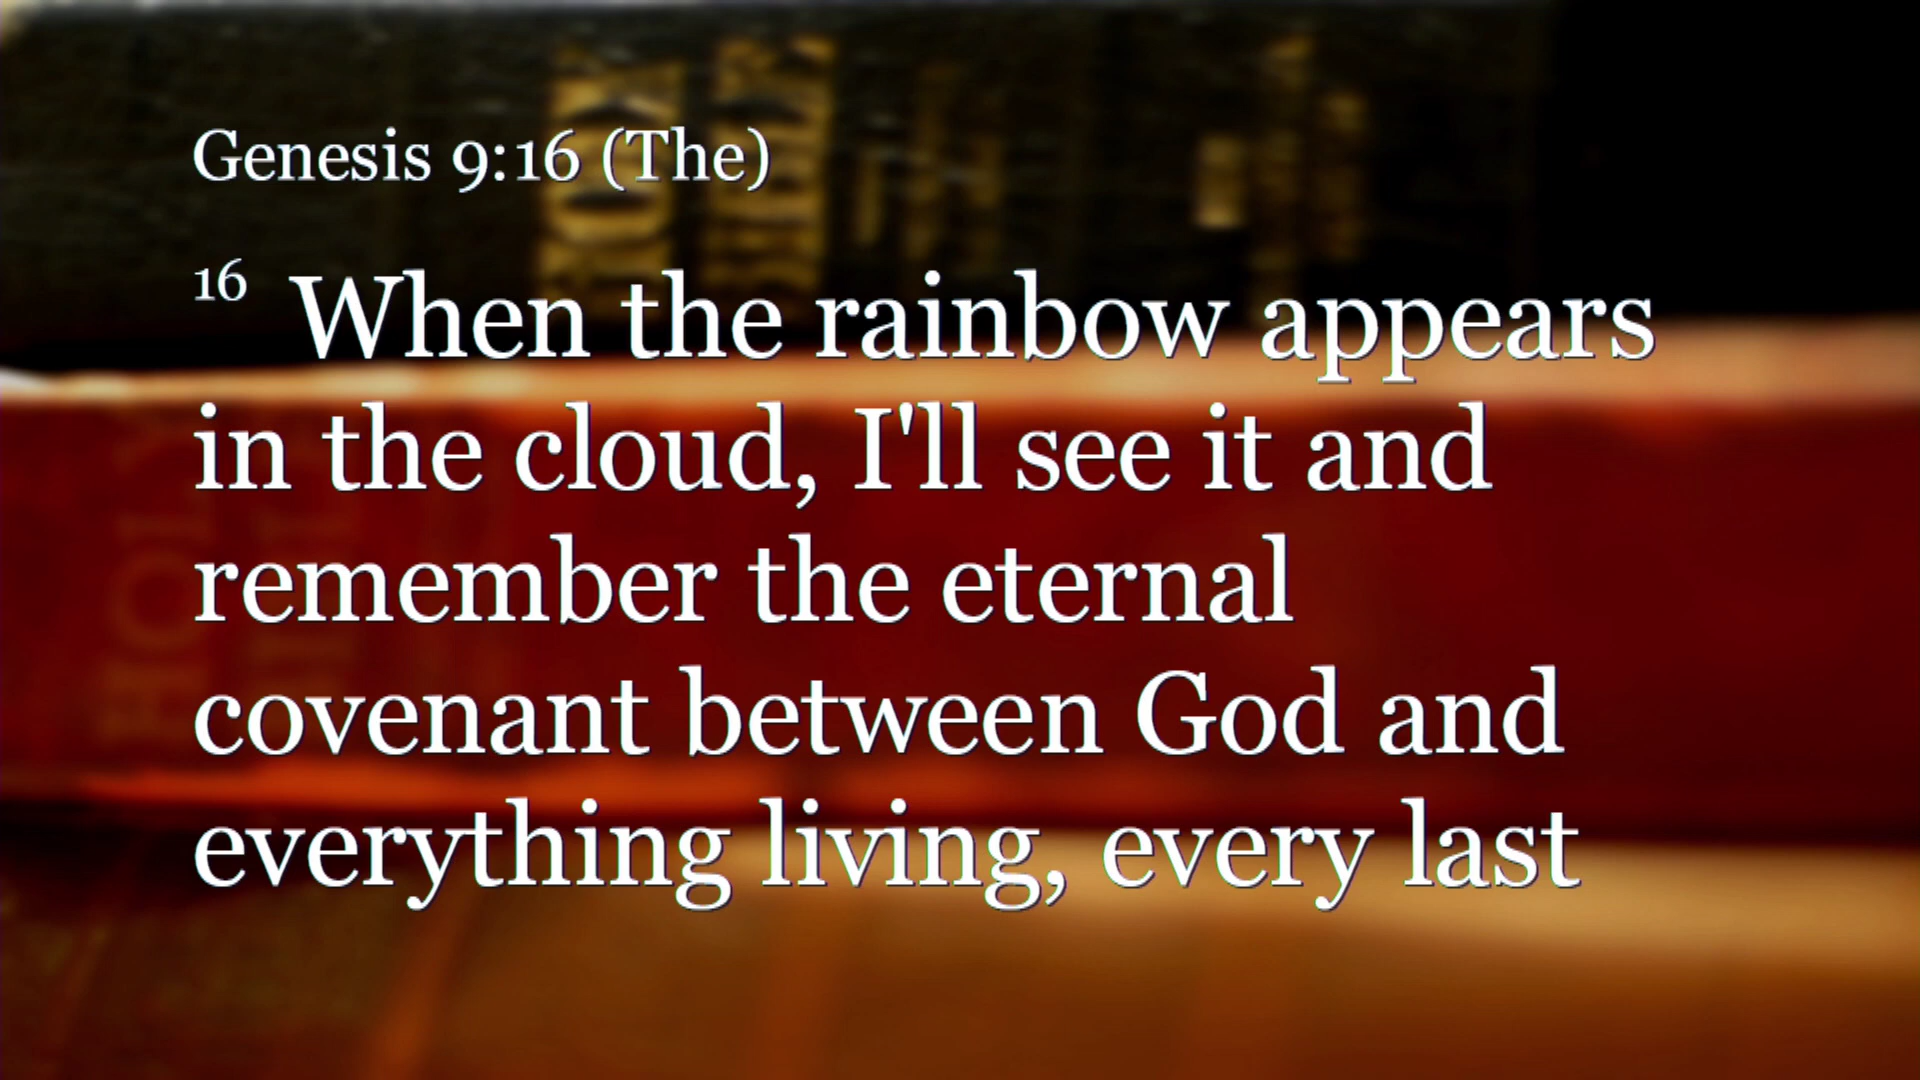 Genesis 9:16 (The)
16 When the rainbow appears
in the cloud, I'll see it and
remember the eternal
covenant between God and
everything living, every last
HOLY